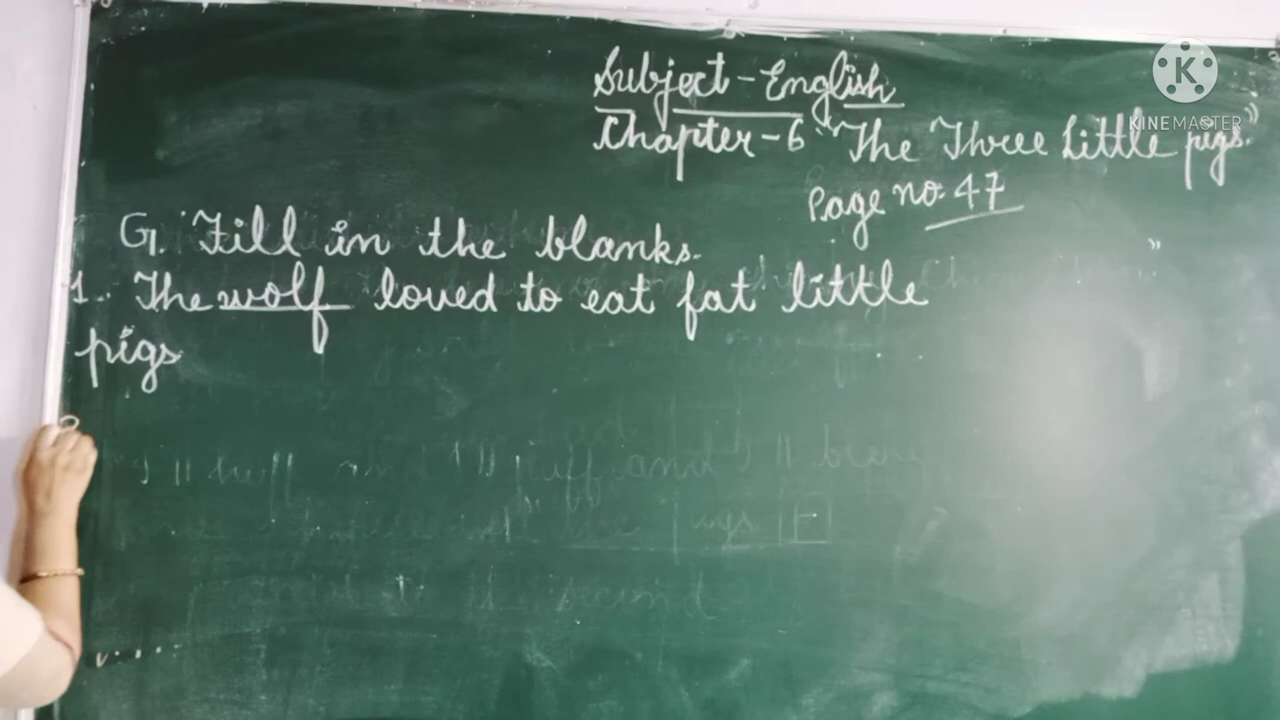 Subject - English
Chapter - 6 "The Three Little pigs."
Page no. 47
G. Fill in the blanks.
1. The wolf loved to eat fat little
pigs
KINEMASTER